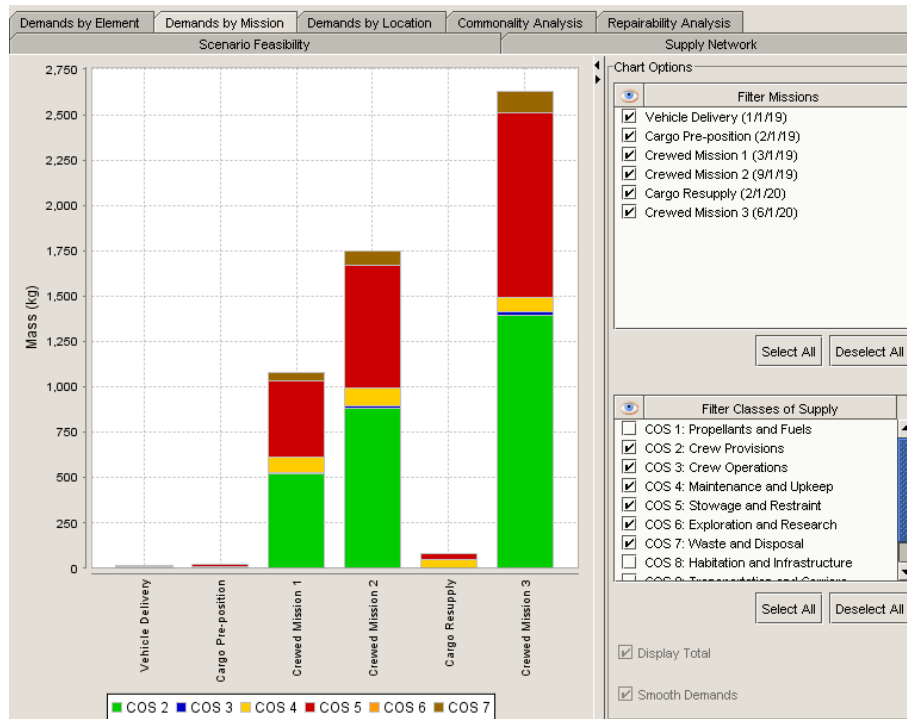 Demands by Element
Demands by Mission
Demands by Location
Commonality Analysis
Repairability Analysis
Scenario Feasibility
Supply Network
2,750
2,500
2,250
2,000
1,750
1,500
1,250
1,000
750
500
250
0
Mass (kg)
Vehicle Delivery
Cargo Pre-position
Crewed Mission 1
Crewed Mission 2
Cargo Resupply
Crewed Mission 3
COS 2 COS 3 COS 4 COS 5 COS 6 COS 7
Chart Options
Filter Missions
Vehicle Delivery (1/1/19)
Cargo Pre-position (2/1/19)
Crewed Mission 1 (3/1/19)
Crewed Mission 2 (9/1/19)
Cargo Resupply (2/1/20)
Crewed Mission 3 (6/1/20)
Select All
Deselect All
Filter Classes of Supply
COS 1: Propellants and Fuels
COS 2: Crew Provisions
COS 3: Crew Operations
COS 4: Maintenance and Upkeep
COS 5: Stowage and Restraint
COS 6: Exploration and Research
COS 7: Waste and Disposal
COS 8: Habitation and Infrastructure
Select All
Deselect All
Display Total
Smooth Demands